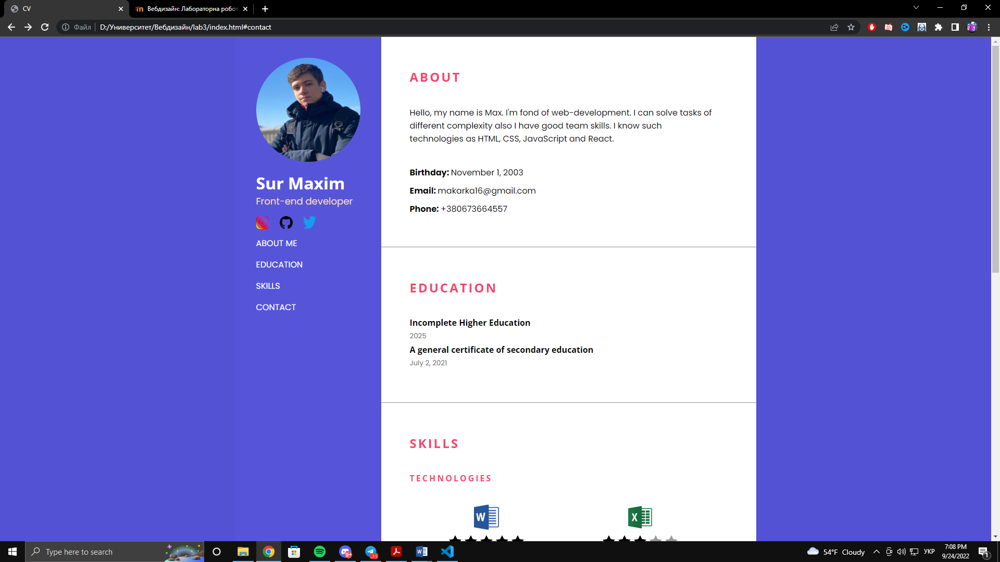 CV
Вебдизайн: Лабораторна робот
Файл
D:/Университет/Вебдизайн/lab3/index.html#contact
Sur Maxim
Front-end developer
ABOUT ME
EDUCATION
SKILLS
CONTACT
ABOUT
Hello, my name is Max. I'm fond of web-development. I can solve tasks of
different complexity also I have good team skills. I know such
technologies as HTML, CSS, JavaScript and React.
Birthday: November 1, 2003
Email: makarka16@gmail.com
Phone: +380673664557
EDUCATION
Incomplete Higher Education
2025
A general certificate of secondary education
July 2, 2021
SKILLS
TECHNOLOGIES
W
X
Type here to search
9+
11
W
54°F Cloudy
УКР
7:08 PM
9/24/2022
1